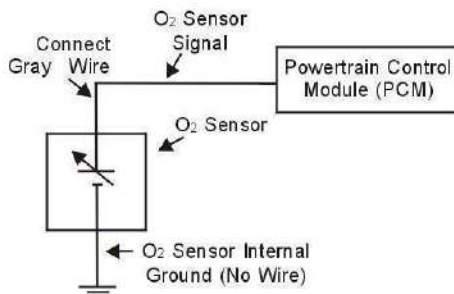 O2 Sensor
Signal
Connect
Gray Wire
Powertrain Control
Module (PCM)
O2 Sensor
O2 Sensor Internal
Ground (No Wire)